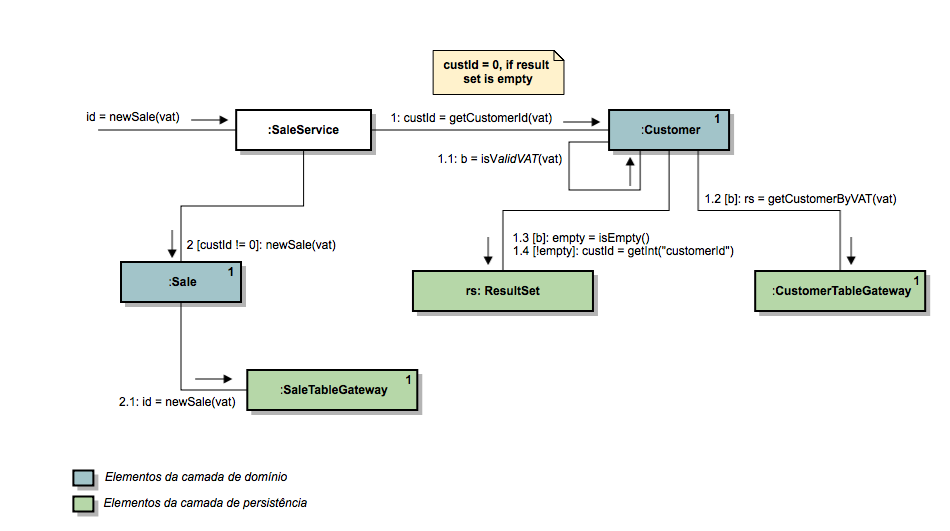 custId = 0, if result
set is empty
id = newSale(vat)
:SaleService
1: custId = getCustomerId(vat)
1
:Customer
1.1: b = isValidVAT(vat)
1.2 [b]: rs = getCustomerByVAT(vat)
2 [custId != 0]: newSale(vat)
1.3 [b]: empty = isEmpty()
1.4 [!empty]: custId = getInt("customerId")
1
:Sale
rs: ResultSet
1
:CustomerTableGateway
1
:SaleTableGateway
2.1: id = newSale(vat)
Elementos da camada de domínio
Elementos da camada de persistência